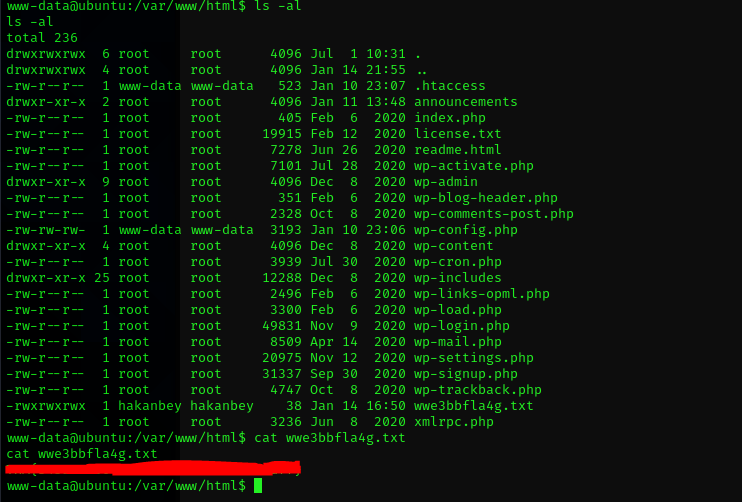 www-data@ubuntu:/var/www/html$ ls -al
ls -al
total 236
drwxrwxrwx  6 root     root      4096 Jul  1 10:31 .
drwxrwxrwx  4 root     root      4096 Jan 14 21:55 ..
-rw-r--r--  1 www-data www-data   523 Jan 10 23:07 .htaccess
drwxr-xr-x  2 root     root      4096 Jan 11 13:48 announcements
-rw-r--r--  1 root     root       405 Feb  6  2020 index.php
-rw-r--r--  1 root     root     19915 Feb 12  2020 license.txt
-rw-r--r--  1 root     root      7278 Jun 26  2020 readme.html
-rw-r--r--  1 root     root      7101 Jul 28  2020 wp-activate.php
drwxr-xr-x  9 root     root      4096 Dec  8  2020 wp-admin
-rw-r--r--  1 root     root       351 Feb  6  2020 wp-blog-header.php
-rw-r--r--  1 root     root      2328 Oct  8  2020 wp-comments-post.php
-rw-rw-rw-  1 www-data www-data  3193 Jan 10 23:06 wp-config.php
drwxr-xr-x  4 root     root      4096 Dec  8  2020 wp-content
-rw-r--r--  1 root     root      3939 Jul 30  2020 wp-cron.php
drwxr-xr-x 25 root     root     12288 Dec  8  2020 wp-includes
-rw-r--r--  1 root     root      2496 Feb  6  2020 wp-links-opml.php
-rw-r--r--  1 root     root      3300 Feb  6  2020 wp-load.php
-rw-r--r--  1 root     root     49831 Nov  9  2020 wp-login.php
-rw-r--r--  1 root     root      8509 Apr 14  2020 wp-mail.php
-rw-r--r--  1 root     root     20975 Nov 12  2020 wp-settings.php
-rw-r--r--  1 root     root     31337 Sep 30  2020 wp-signup.php
-rw-r--r--  1 root     root      4747 Oct  8  2020 wp-trackback.php
-rwxrwxrwx  1 hakanbey hakanbey    38 Jan 14 16:50 wwe3bbfla4g.txt
-rw-r--r--  1 root     root      3236 Jun  8  2020 xmlrpc.php
www-data@ubuntu:/var/www/html$ cat wwe3bbfla4g.txt
cat wwe3bbfla4g.txt
www-data@ubuntu:/var/www/html$